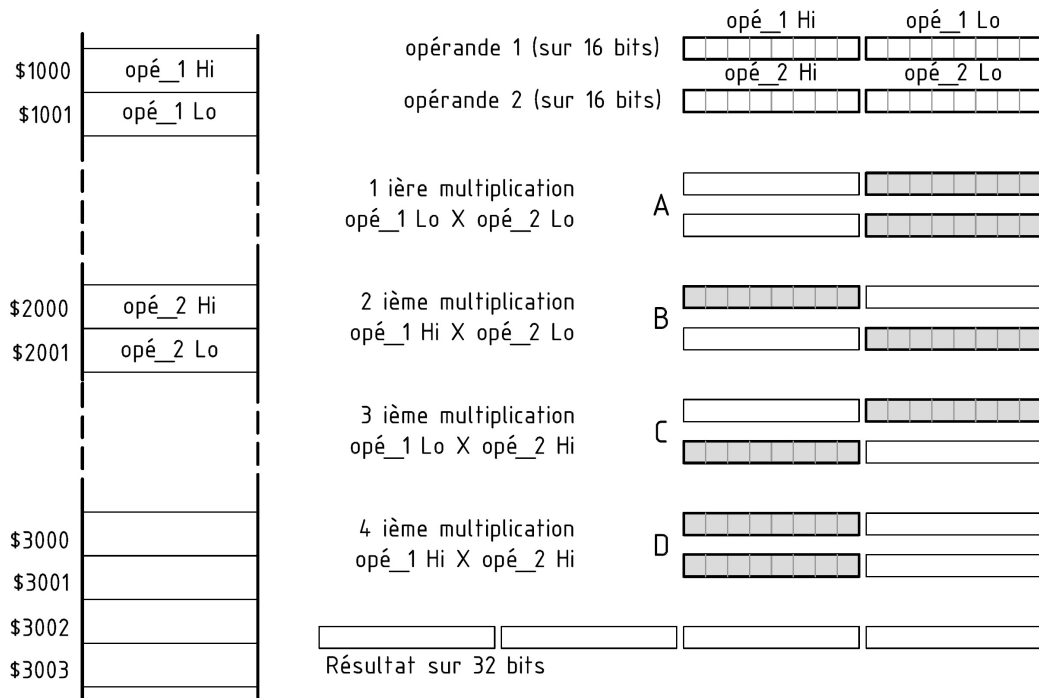 $1000
opé_1 Hi
$1001
opé_1 Lo
$2000
opé_2 Hi
$2001
opé_2 Lo
$3000
$3001
$3002
$3003
opé_1 Hi
opé_1 Lo
opérande 1 (sur 16 bits)
opé_2 Hi
opé_2 Lo
opérande 2 (sur 16 bits)
1 ière multiplication
opé_1 Lo X opé_2 Lo
A
2 ième multiplication
opé_1 Hi X opé_2 Lo
B
3 ième multiplication
opé_1 Lo X opé_2 Hi
C
4 ième multiplication
opé_1 Hi X opé_2 Hi
D
Résultat sur 32 bits